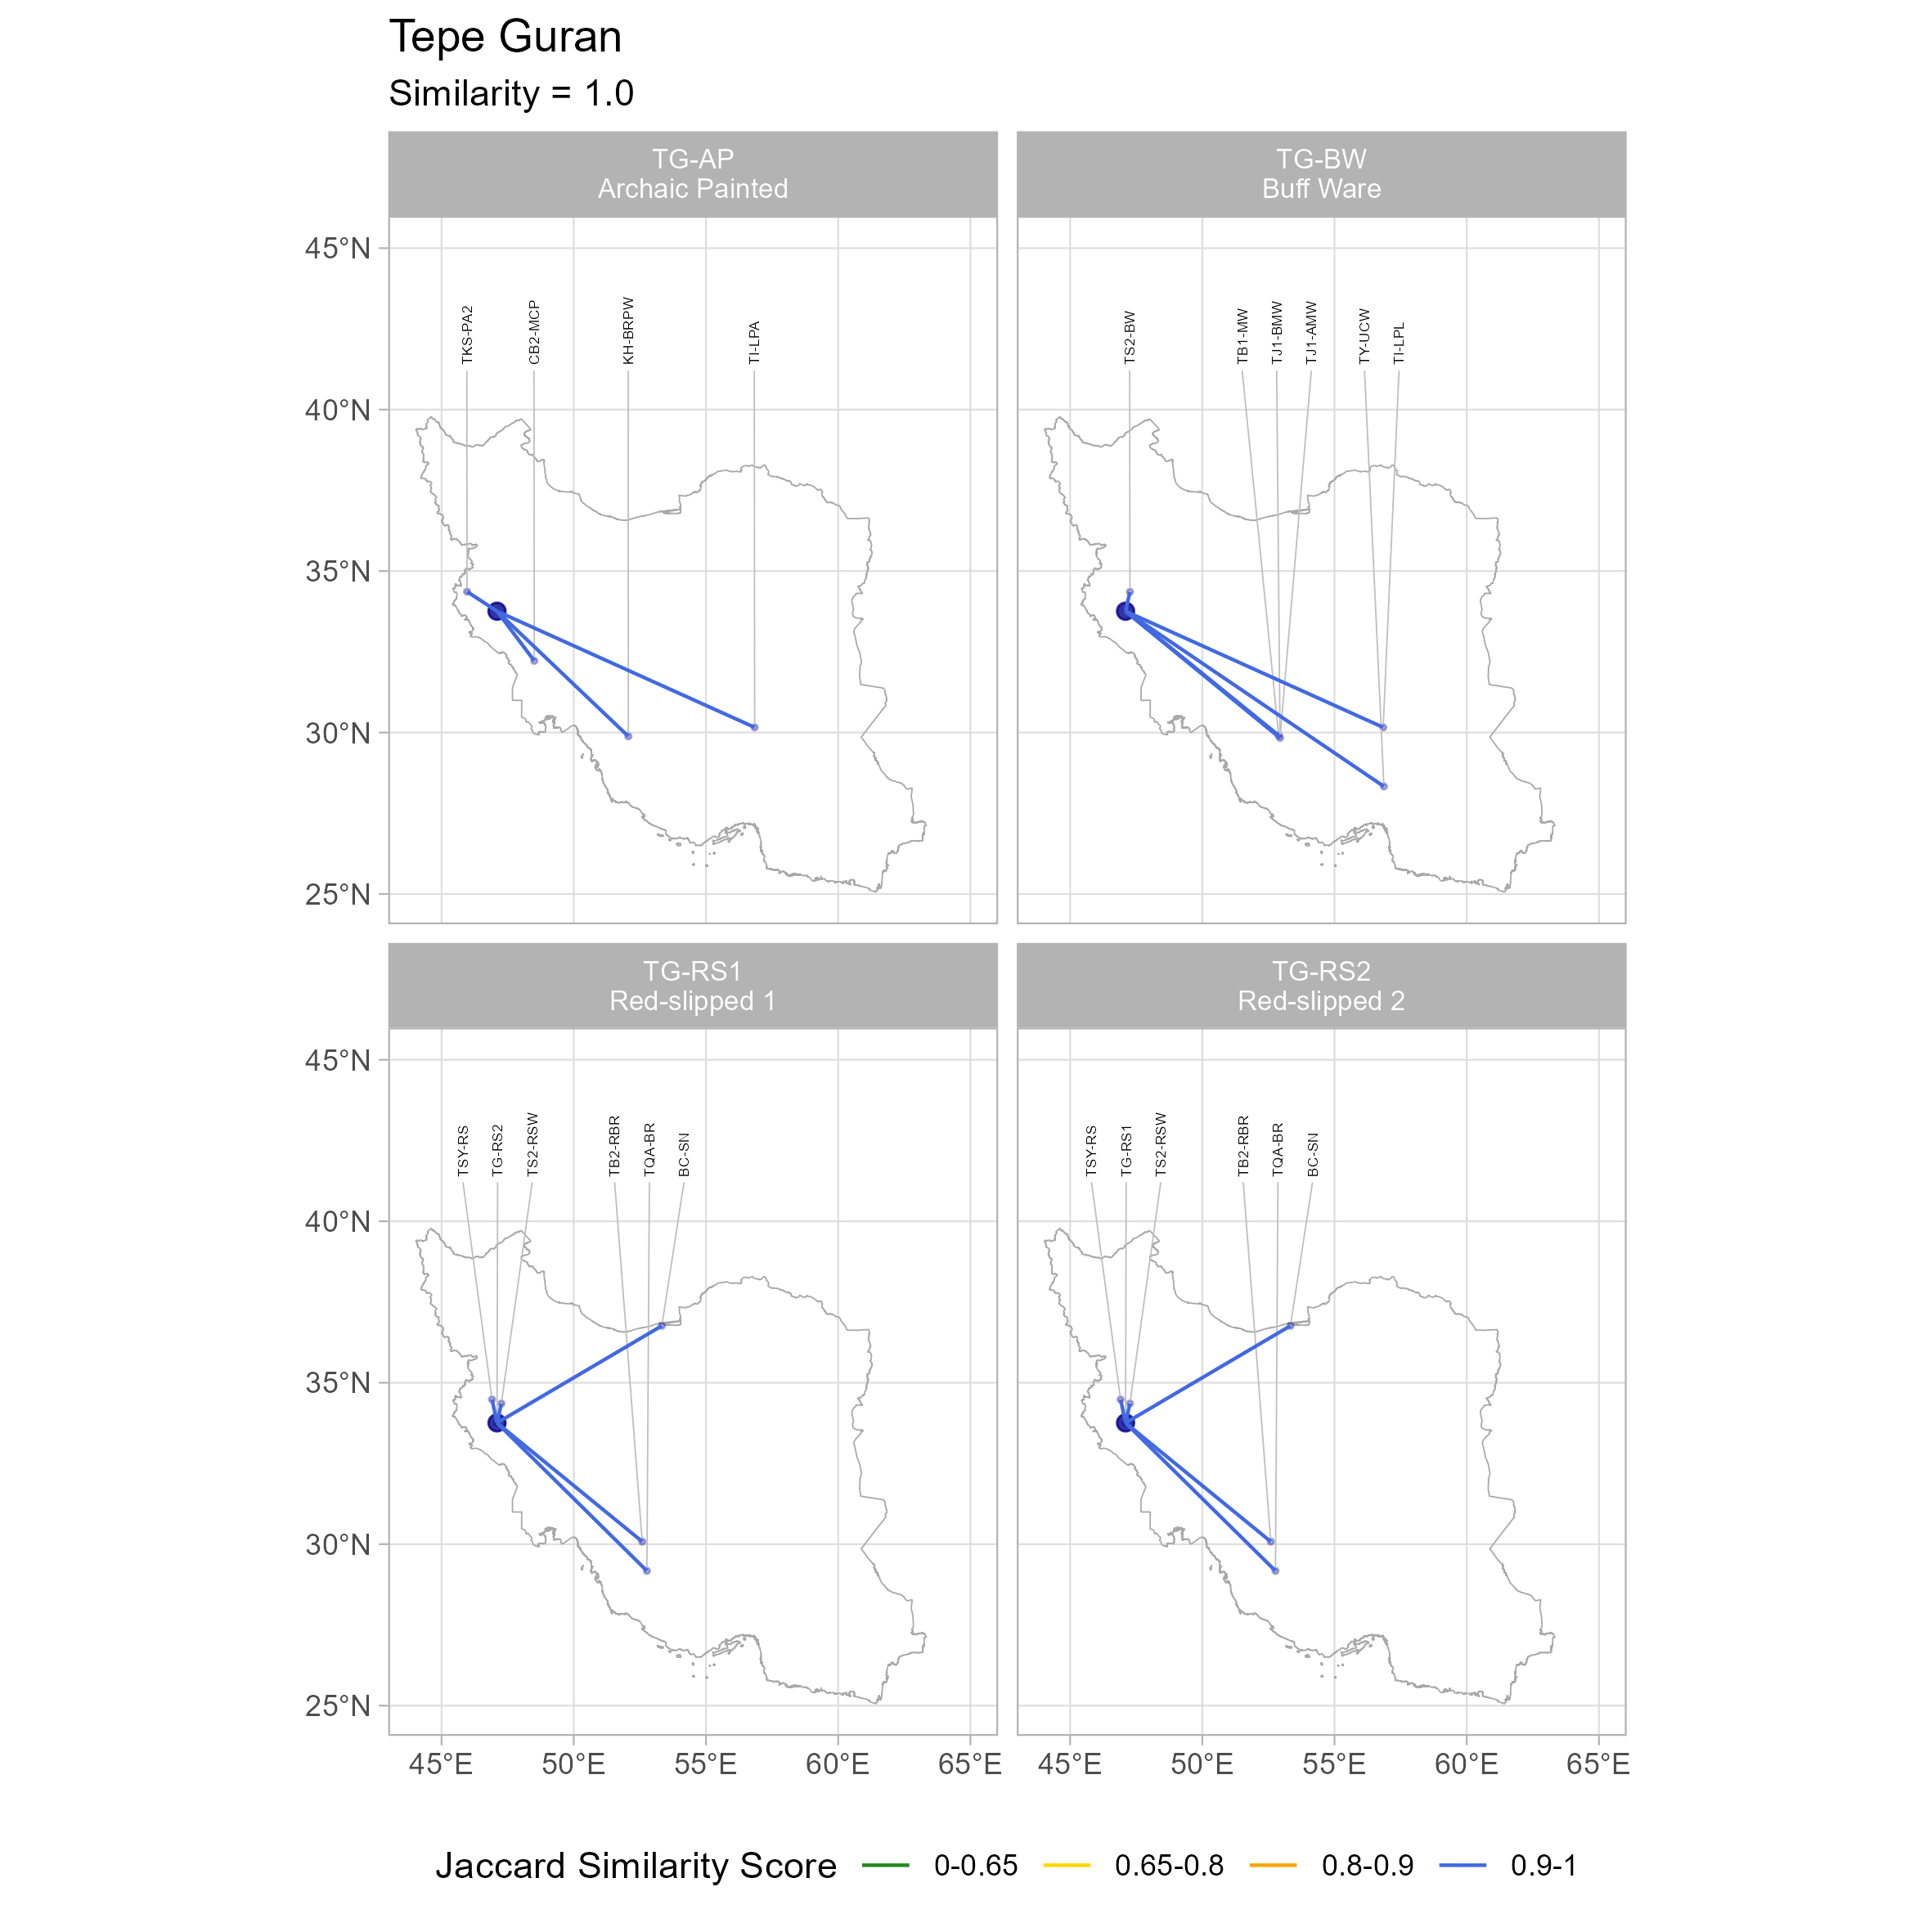 Tepe Guran
Similarity = 1.0
TG-AP
Archaic Painted
TG-BW
Buff Ware
45°N
40°N
35°N
30°N
25°N
TKS-PA2
CB2-MCP
KH-BRPW
TI-LPA
TS2-BW
TB1-MW
TJ1-BMW
TJ1-AMW
TY-UCW
TI-LPL
TG-RS1
Red-slipped 1
TG-RS2
Red-slipped 2
45°N
40°N
35°N
30°N
25°N
TSY-RS
TG-RS2
TS2-RSW
TB2-RBR
TQA-BR
BC-SN
TSY-RS
TG-RS1
TS2-RSW
TB2-RBR
TQA-BR
BC-SN
45°E 50°E 55°E 60°E 65°E 45°E 50°E 55°E 60°E 65°E
Jaccard Similarity Score 0-0.65 0.65-0.8 0.8-0.9 0.9-1